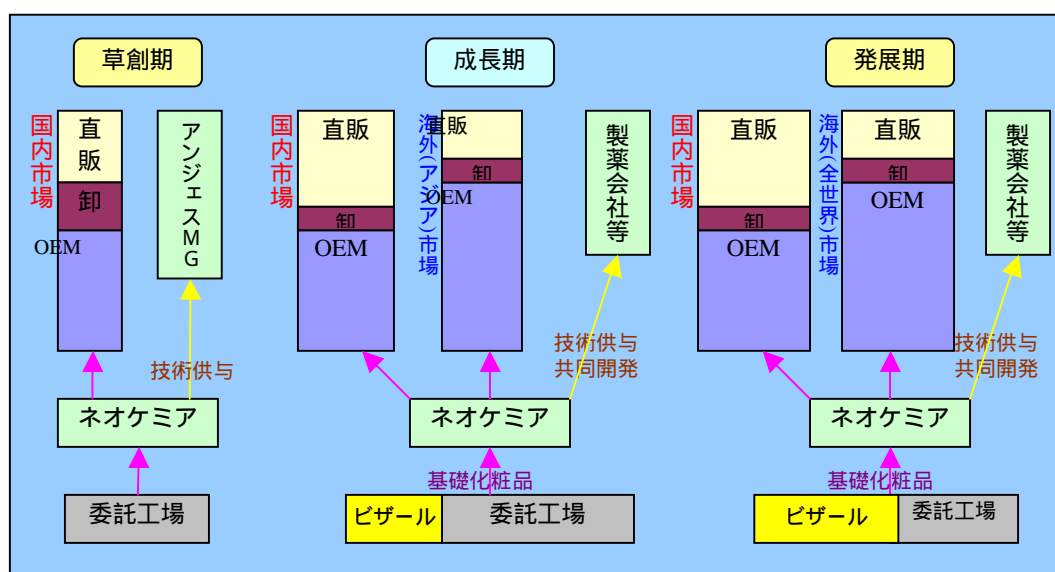 草創期
国内市場
直販
卸
OEM
アンジェスMG
技術供与
ネオケミア
委託工場
成長期
国内市場
直販
卸
OEM
海外(アジア)市場
直販
卸
OEM
製薬会社等
技術供与
共同開発
ネオケミア
基礎化粧品
ビザール
委託工場
発展期
国内市場
直販
卸
OEM
海外(全世界)市場
直販
卸
OEM
製薬会社等
技術供与
共同開発
ネオケミア
基礎化粧品
ビザール
委託工場